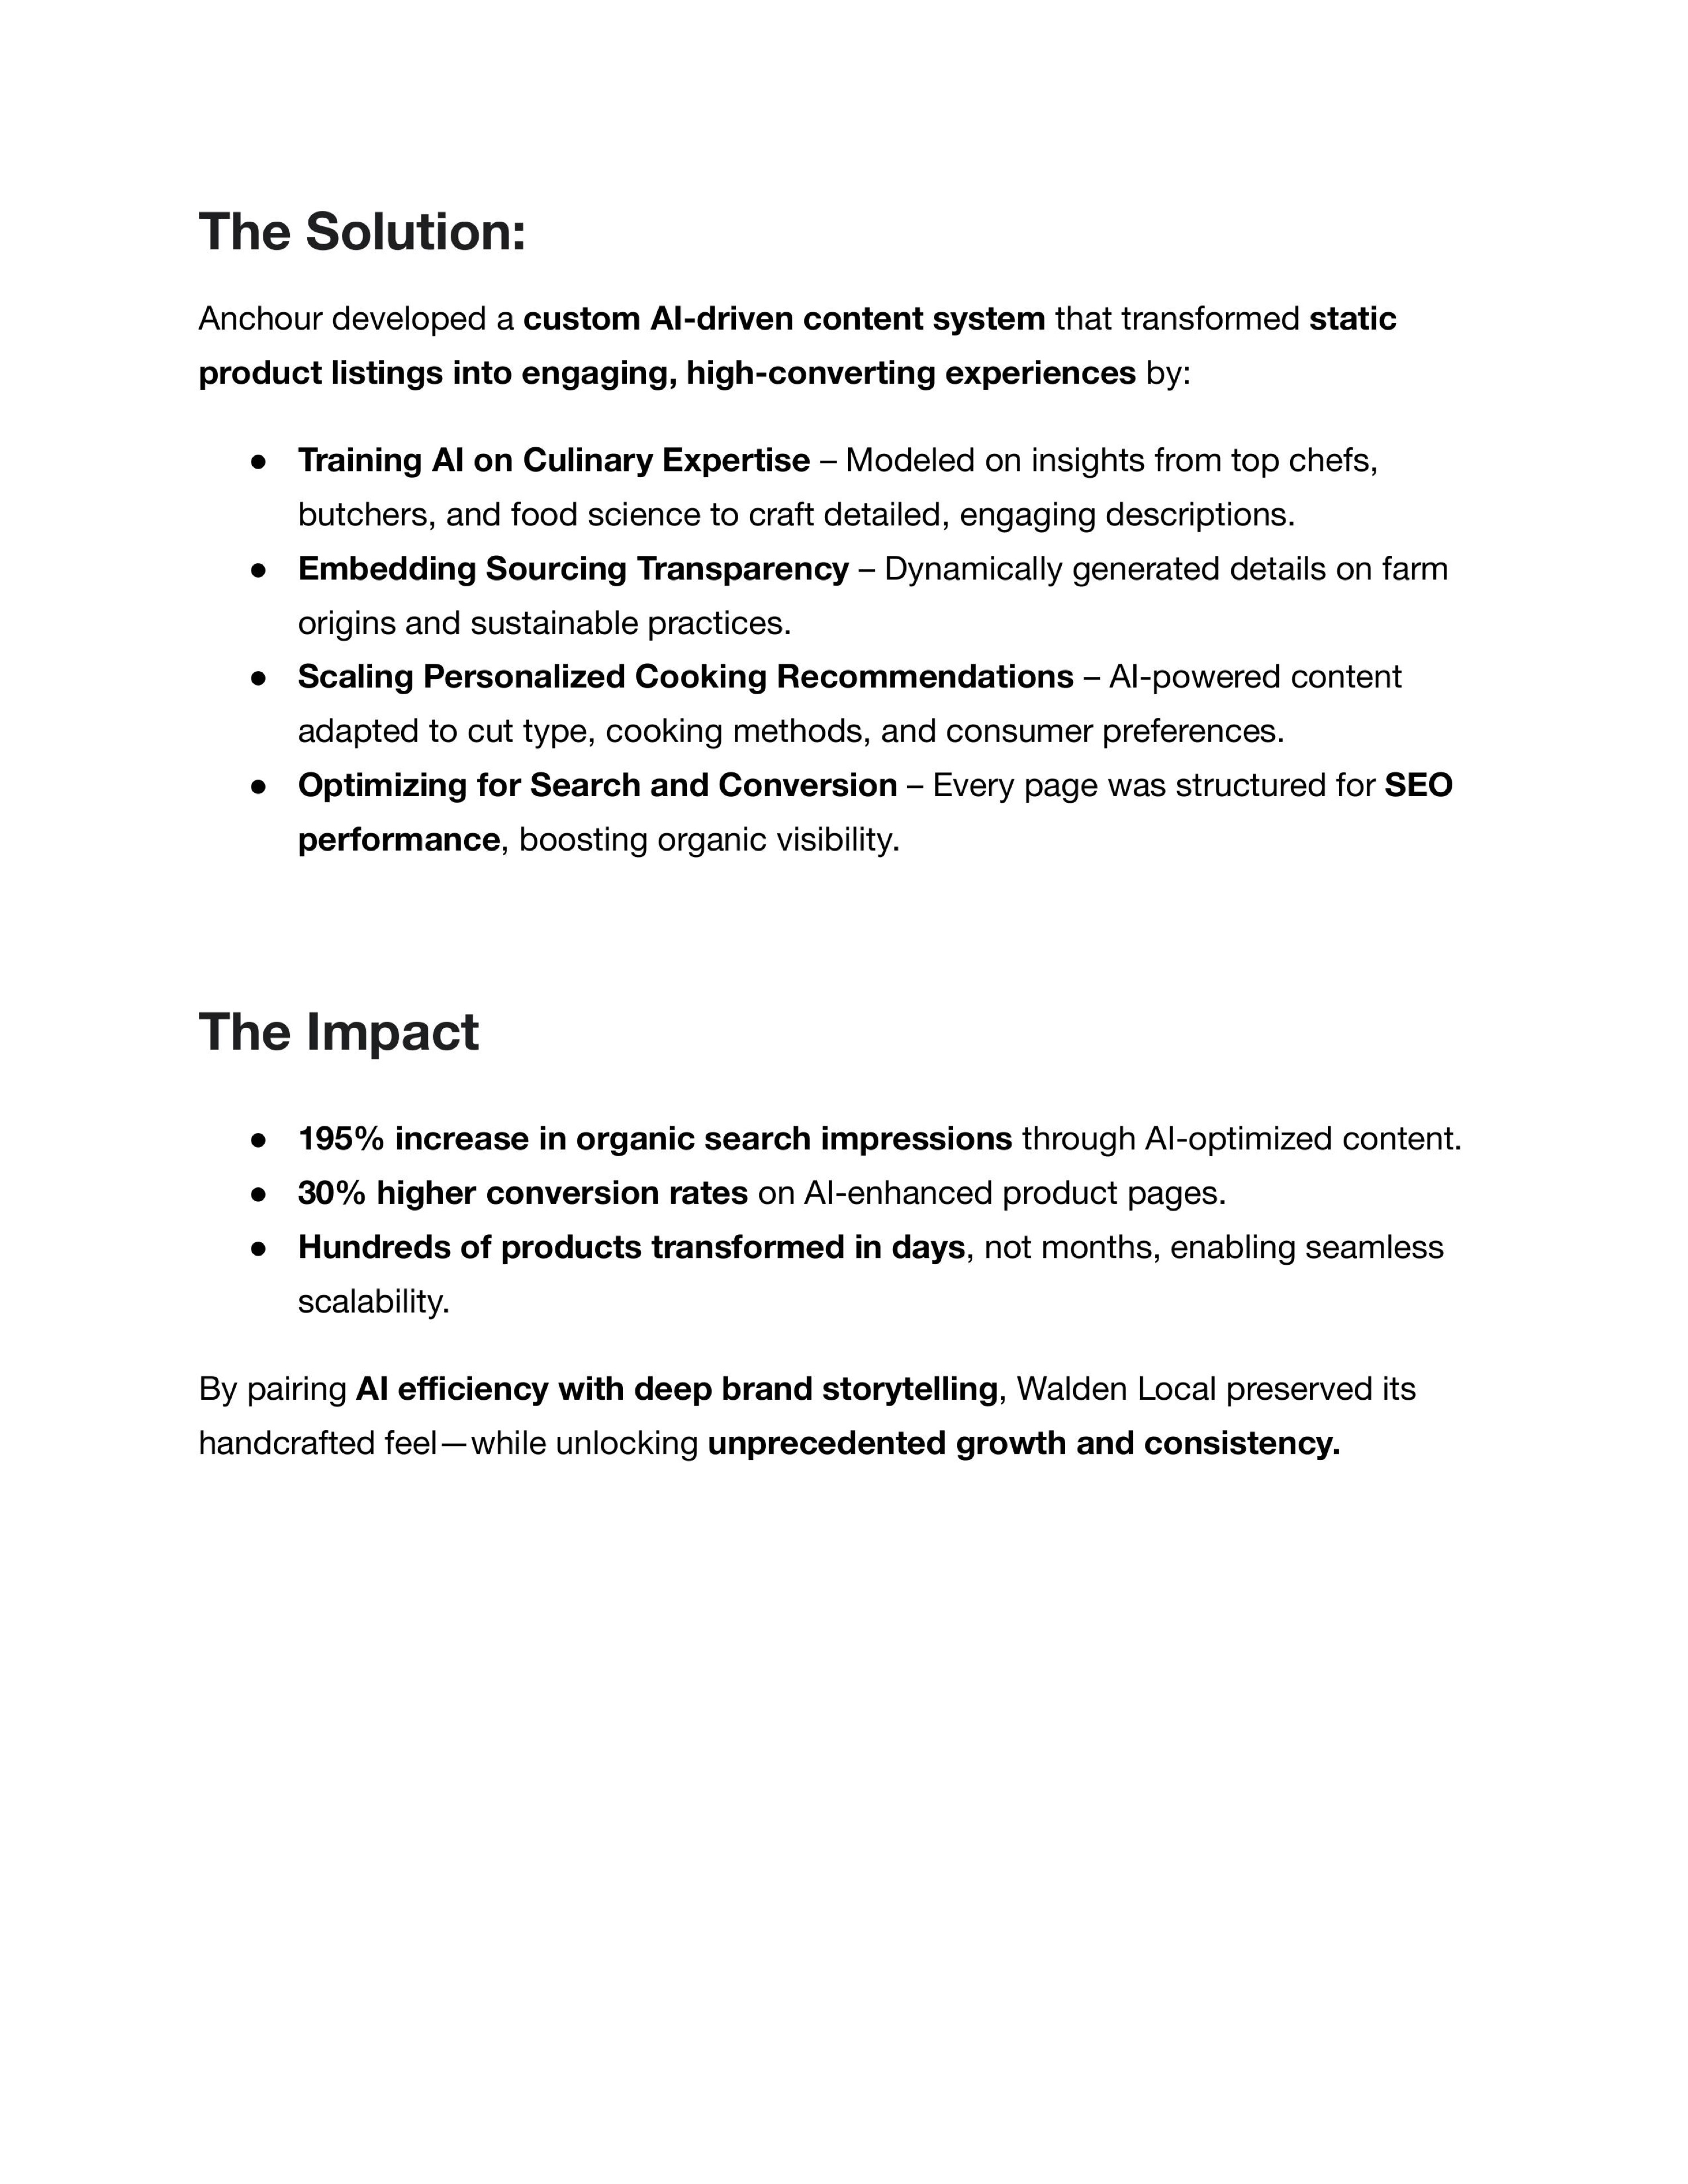 The Solution:
Anchour developed a custom AI-driven content system that transformed static
product listings into engaging, high-converting experiences by:
● Training AI on Culinary Expertise – Modeled on insights from top chefs,
butchers, and food science to craft detailed, engaging descriptions.
● Embedding Sourcing Transparency – Dynamically generated details on farm
origins and sustainable practices.
● Scaling Personalized Cooking Recommendations – AI-powered content
adapted to cut type, cooking methods, and consumer preferences.
● Optimizing for Search and Conversion – Every page was structured for SEO
performance, boosting organic visibility.
The Impact
● 195% increase in organic search impressions through AI-optimized content.
● 30% higher conversion rates on AI-enhanced product pages.
● Hundreds of products transformed in days, not months, enabling seamless
scalability.
By pairing AI efficiency with deep brand storytelling, Walden Local preserved its
handcrafted feel—while unlocking unprecedented growth and consistency.